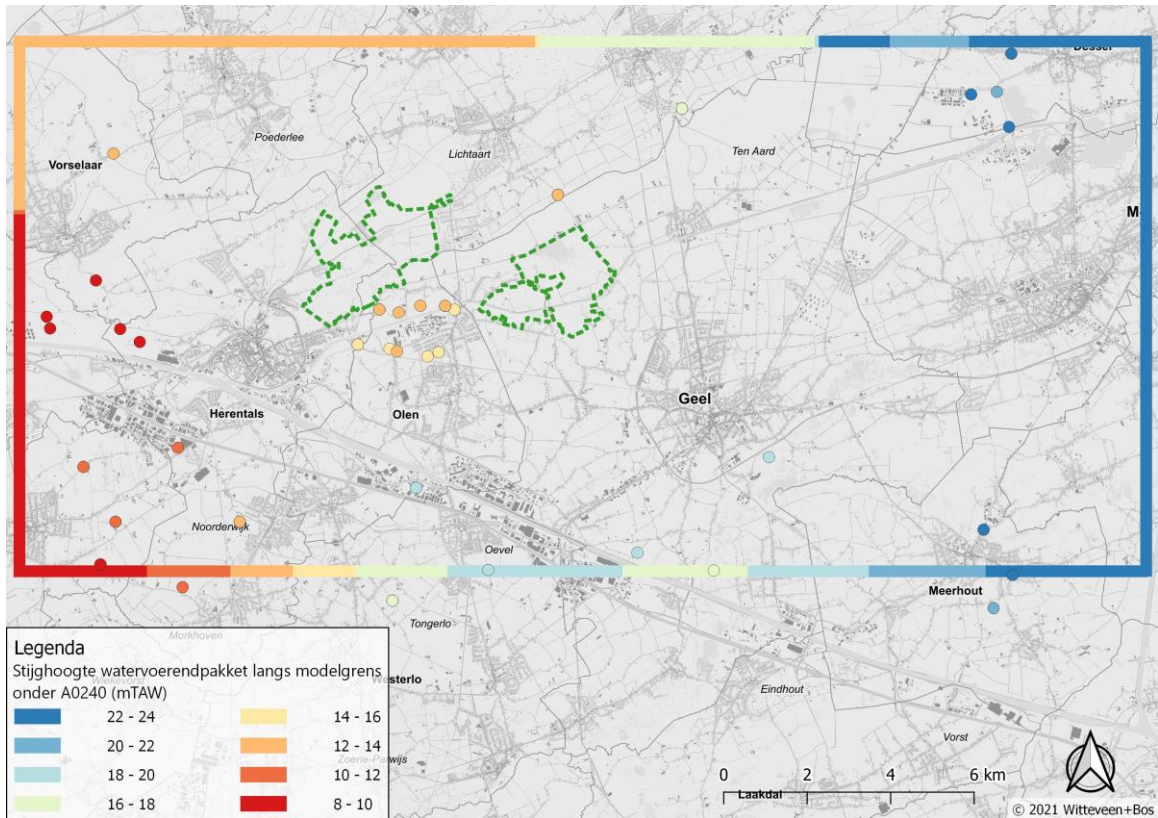 Dessel
Poederlee
Lichtaart
Ten Aard
Vorselaar
Geel
Herentals
Olen
Noorderwijk
Oevel
Meerhout
Morkhoven
Tongerlo
Wiekevorst
Westerlo
Eindhout
Vorst
Zoerle-Parwijs
Laakdal
Legenda
Stijghoogte watervoerendpakket langs modelgrens
onder A0240 (mTAW)
22 - 24
14 - 16
20 - 22
12 - 14
18 - 20
10 - 12
16 - 18
8 - 10
0 2 4 6 km
© 2021 Witteveen+Bos